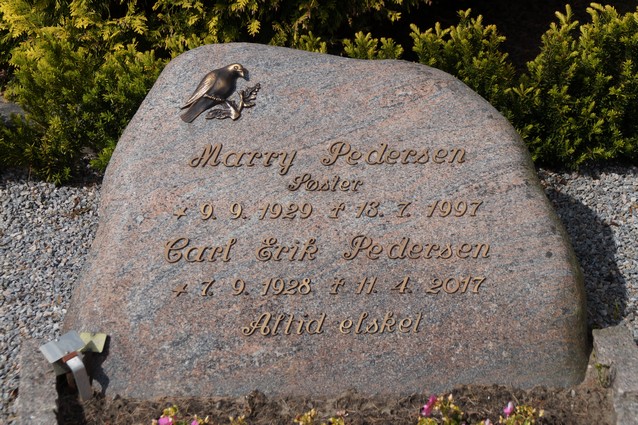 Marry Pedersen
Søster
+ 9. 9. 1929 ✝ 13. 7. 1997
Carl Erik Pedersen
+ 7. 9. 1928 ✝ 11. 4. 2017
Altid elsket